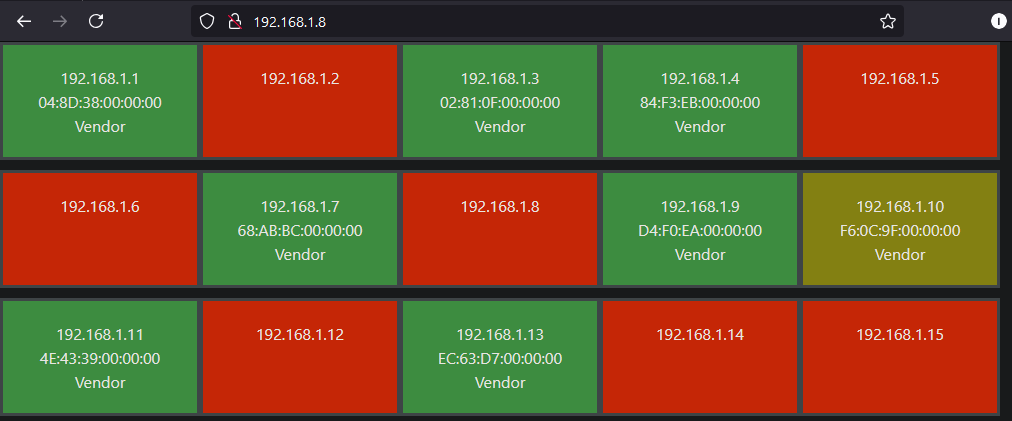 192.168.1.8
192.168.1.1
04:8D:38:00:00:00
Vendor
192.168.1.2
192.168.1.3
02:81:0F:00:00:00
Vendor
192.168.1.4
84:F3:EB:00:00:00
Vendor
192.168.1.5
192.168.1.6
192.168.1.7
68:AB:BC:00:00:00
Vendor
192.168.1.8
192.168.1.9
D4:F0:EA:00:00:00
Vendor
192.168.1.10
F6:0C:9F:00:00:00
Vendor
192.168.1.11
4E:43:39:00:00:00
Vendor
192.168.1.12
192.168.1.13
EC:63:D7:00:00:00
Vendor
192.168.1.14
192.168.1.15